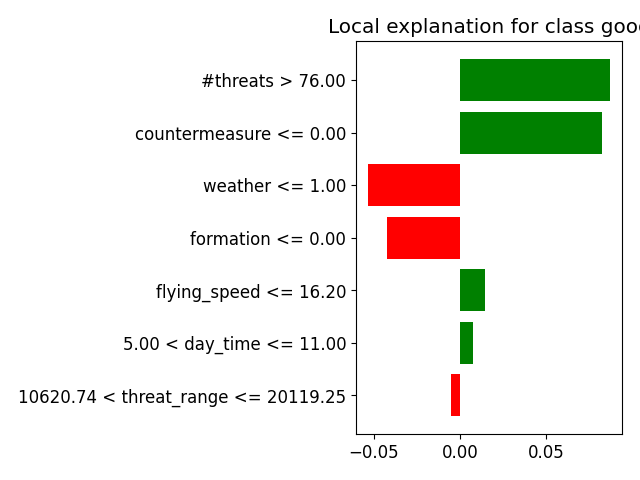 Local explanation for class good
#threats > 76.00
countermeasure <= 0.00
weather <= 1.00
formation <= 0.00
flying_speed <= 16.20
5.00 < day_time <= 11.00
10620.74 < threat_range <= 20119.25
−0.05 0.00 0.05